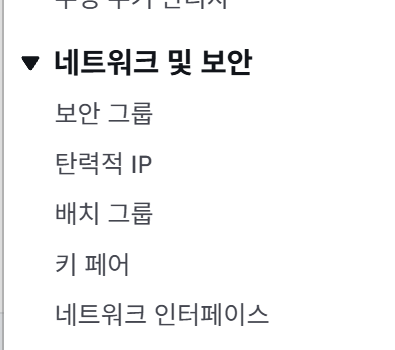 네트워크 및 보안
보안 그룹
탄력적 IP
배치 그룹
키 페어
네트워크 인터페이스